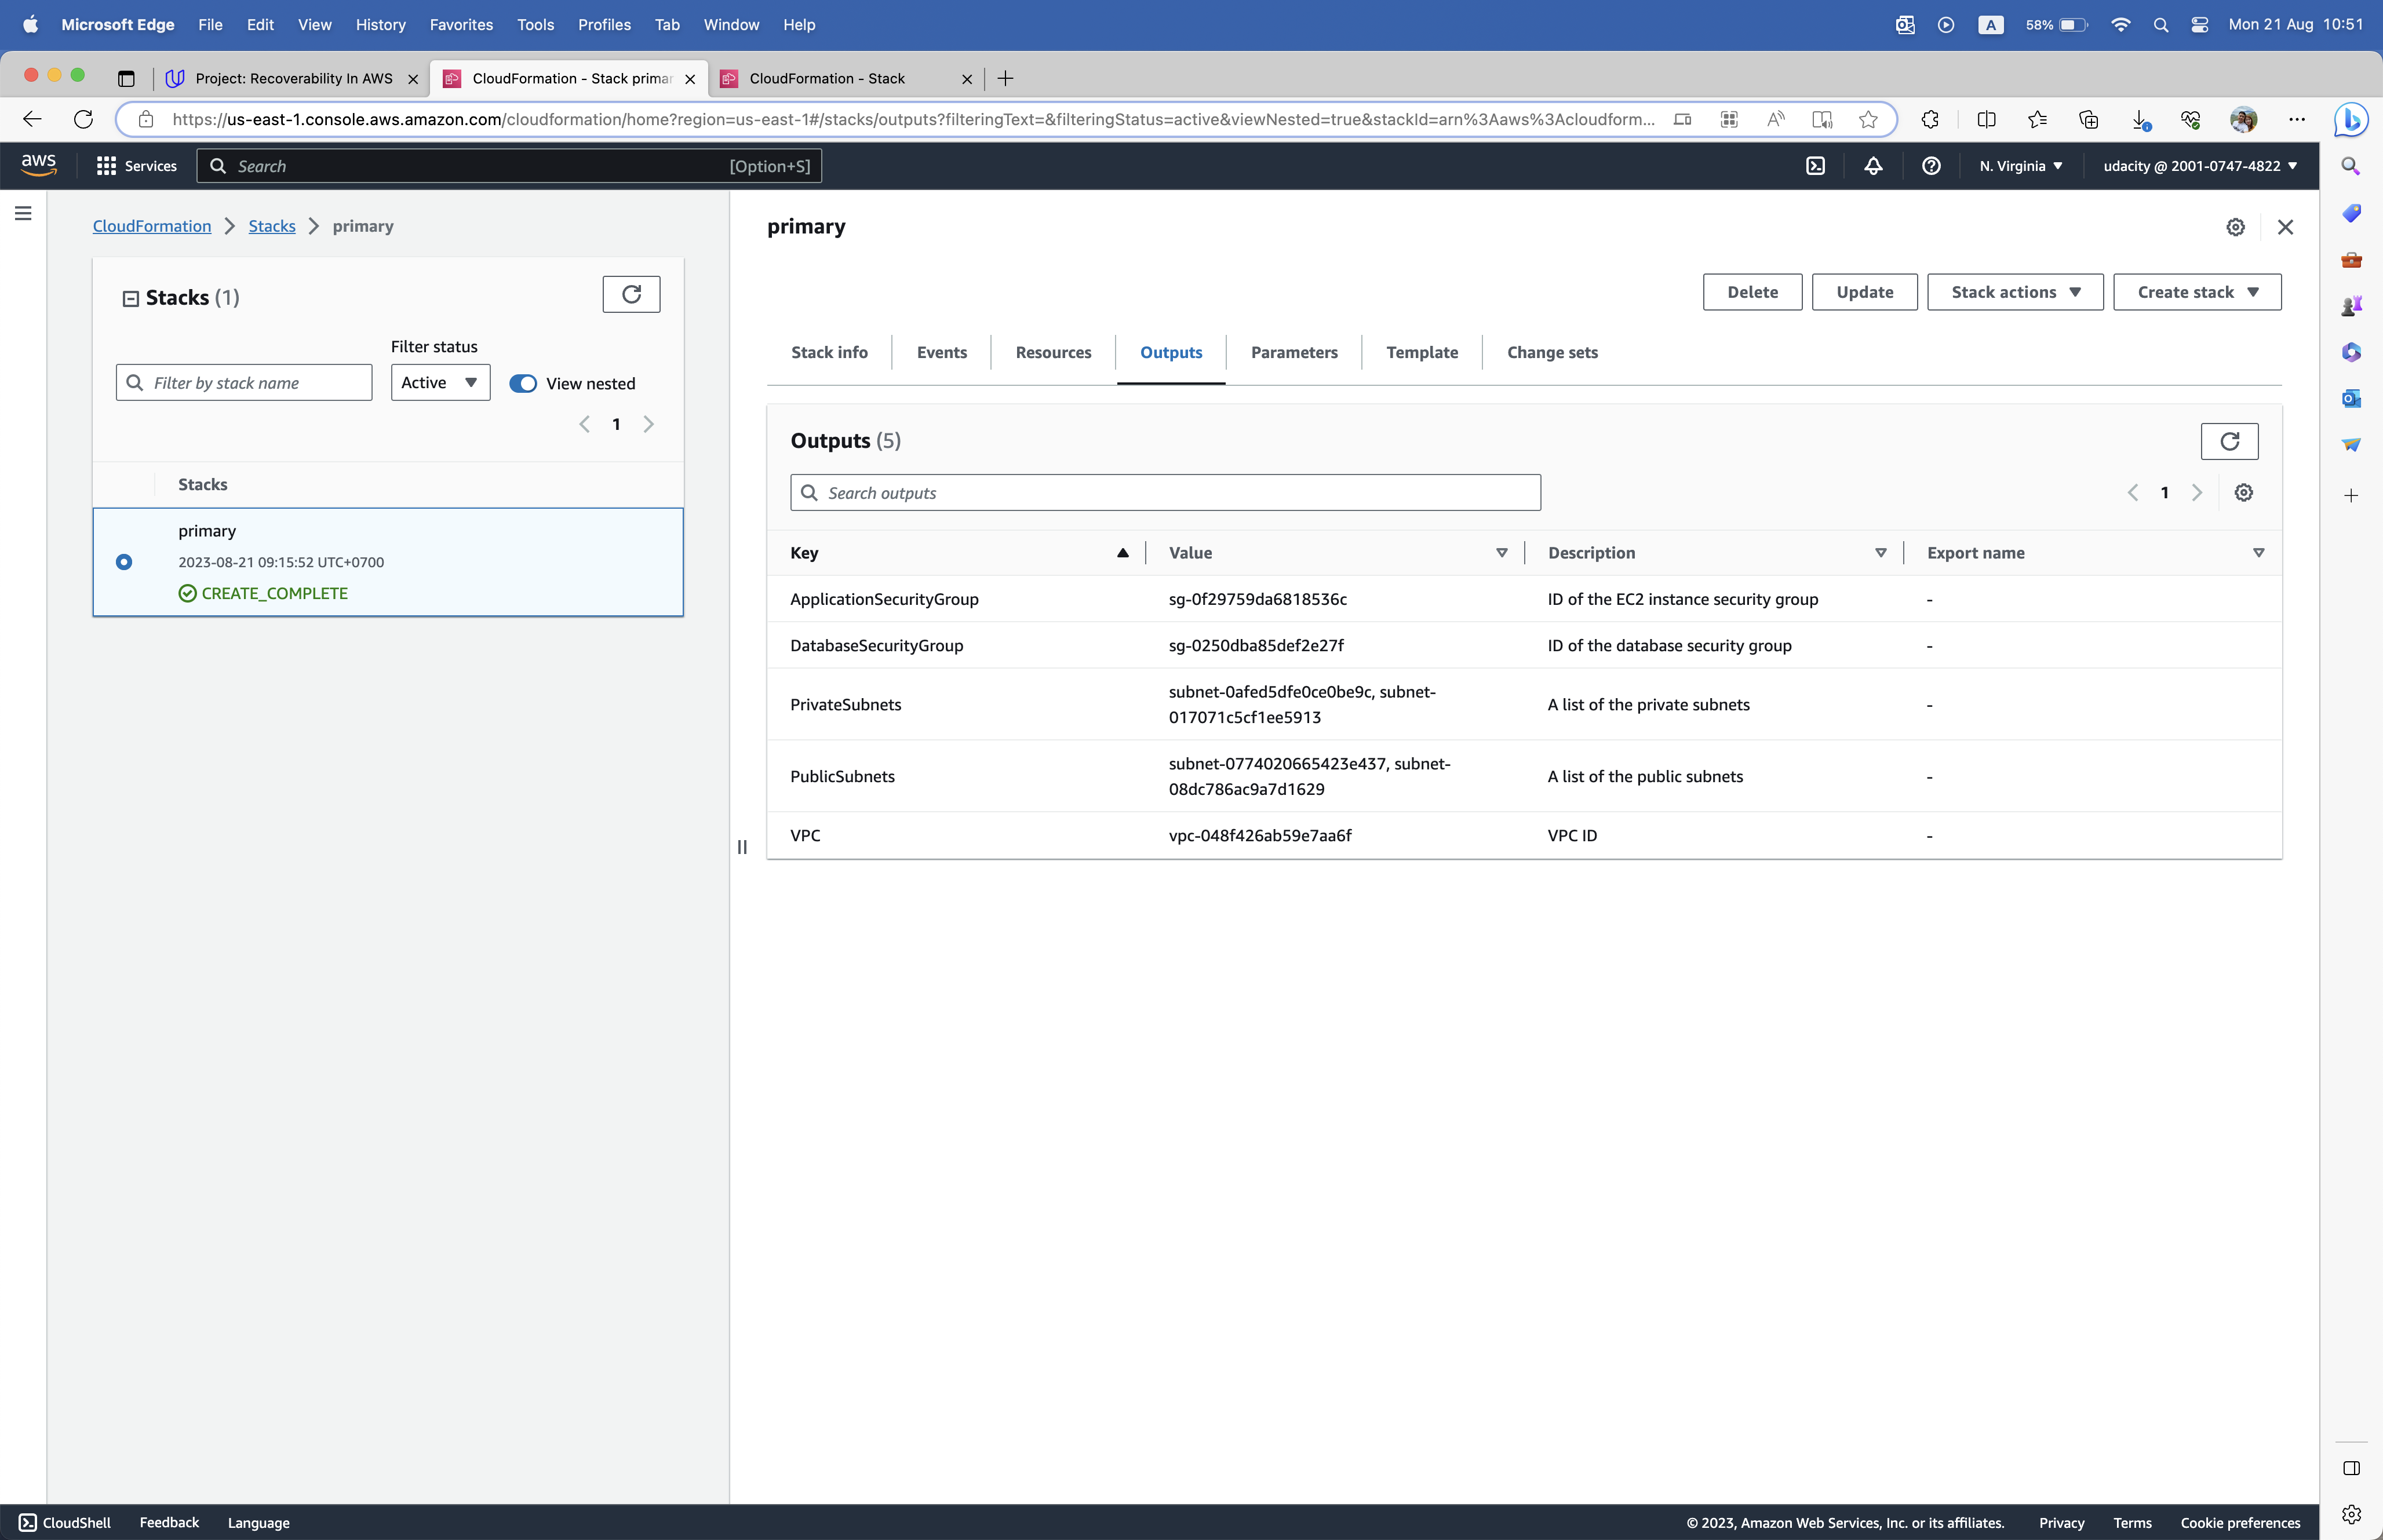 Microsoft Edge File Edit View History Favorites Tools Profiles Tab Window Help A 58% Mon 21 Aug 10:51
Project: Recoverability In AWS CloudFormation - Stack primar CloudFormation - Stack
https://us-east-1.console.aws.amazon.com/cloudformation/home?region=us-east-1#/stacks/outputs?filteringText=&filteringStatus=active&viewNested=true&stackId=arn%3Aaws%3Acloudform...
aws Services Search [Option+S] N. Virginia udacity @ 2001-0747-4822
CloudFormation Stacks primary
Stacks (1)
Filter status
Filter by stack name Active View nested
1
Stacks
primary
2023-08-21 09:15:52 UTC+0700
CREATE_COMPLETE
primary
Delete Update Stack actions Create stack
Stack info Events Resources Outputs Parameters Template Change sets
Outputs (5)
Search outputs 1
Key Value Description Export name
ApplicationSecurityGroup sg-0f29759da6818536c ID of the EC2 instance security group -
DatabaseSecurityGroup sg-0250dba85def2e27f ID of the database security group -
PrivateSubnets subnet-0afed5dfe0ce0be9c, subnet-
017071c5cf1ee5913 A list of the private subnets -
PublicSubnets subnet-0774020665423e437, subnet-
08dc786ac9a7d1629 A list of the public subnets -
VPC vpc-048f426ab59e7aa6f VPC ID -
CloudShell Feedback Language © 2023, Amazon Web Services, Inc. or its affiliates. Privacy Terms Cookie preferences